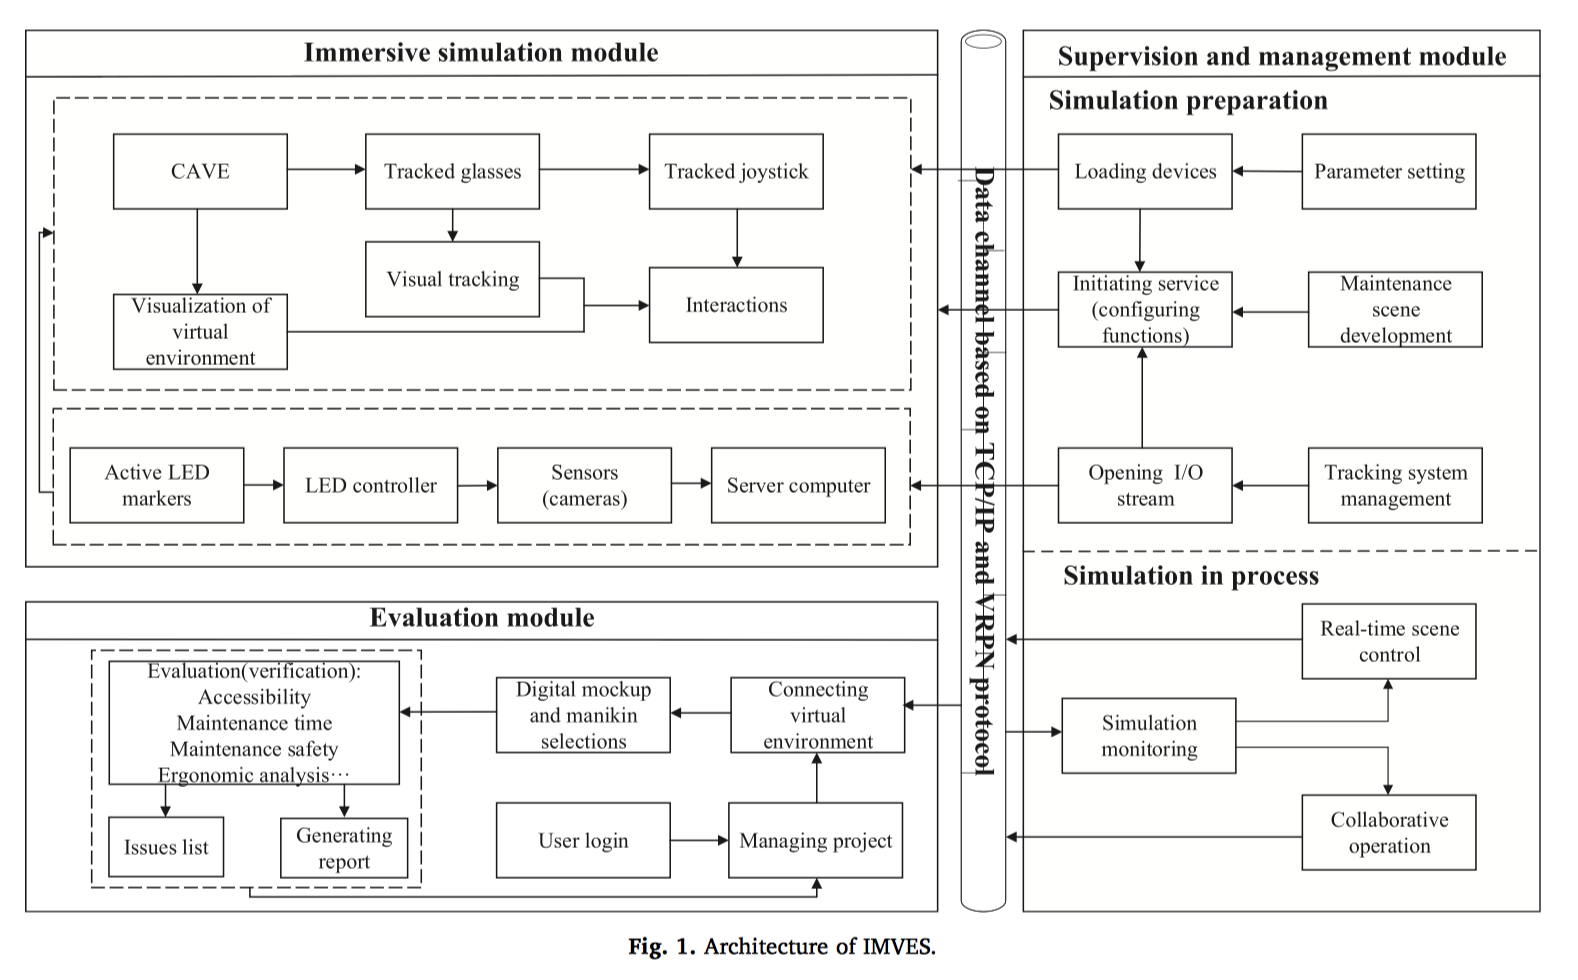 Immersive simulation module
CAVE
Tracked glasses
Tracked joystick
Visual tracking
Visualization of
virtual
environment
Interactions
Active LED
markers
LED controller
Sensors
(cameras)
Server computer
Evaluation module
Evaluation(verification):
Accessibility
Maintenance time
Maintenance safety
Ergonomic analysis···
Issues list
Generating
report
Digital mockup
and manikin
selections
Connecting
virtual
environment
User login
Managing project
Data channel based on TCP/IP and VRPN protocol
Supervision and management module
Simulation preparation
Loading devices
Parameter setting
Initiating service
(configuring
functions)
Maintenance
scene
development
Opening I/O
stream
Tracking system
management
Simulation in process
Real-time scene
control
Simulation
monitoring
Collaborative
operation
Fig. 1. Architecture of IMVES.